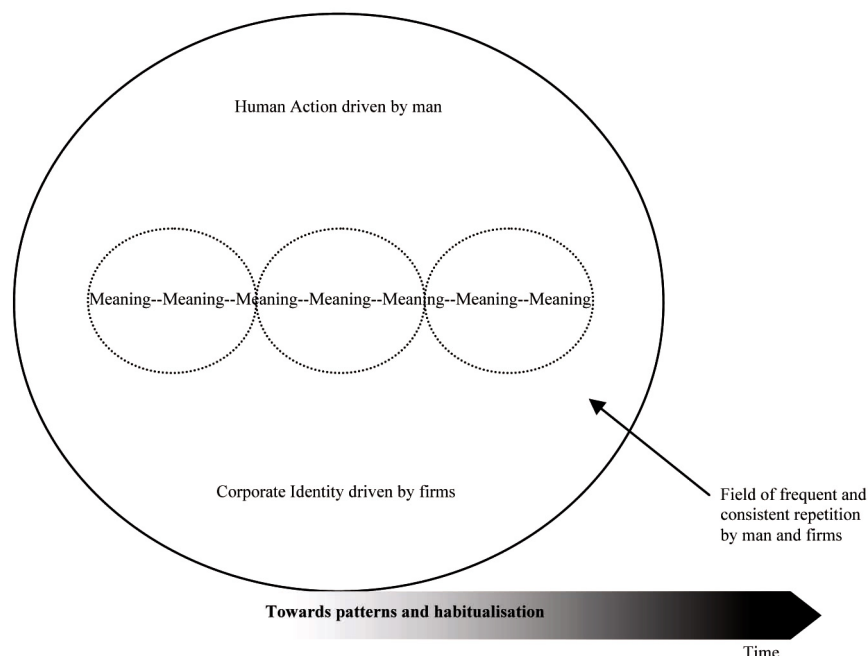 Human Action driven by man
Meaning--Meaning--Meaning--Meaning--Meaning--Meaning--Meaning
Corporate Identity driven by firms
Field of frequent and
consistent repetition
by man and firms
Towards patterns and habitualisation
Time